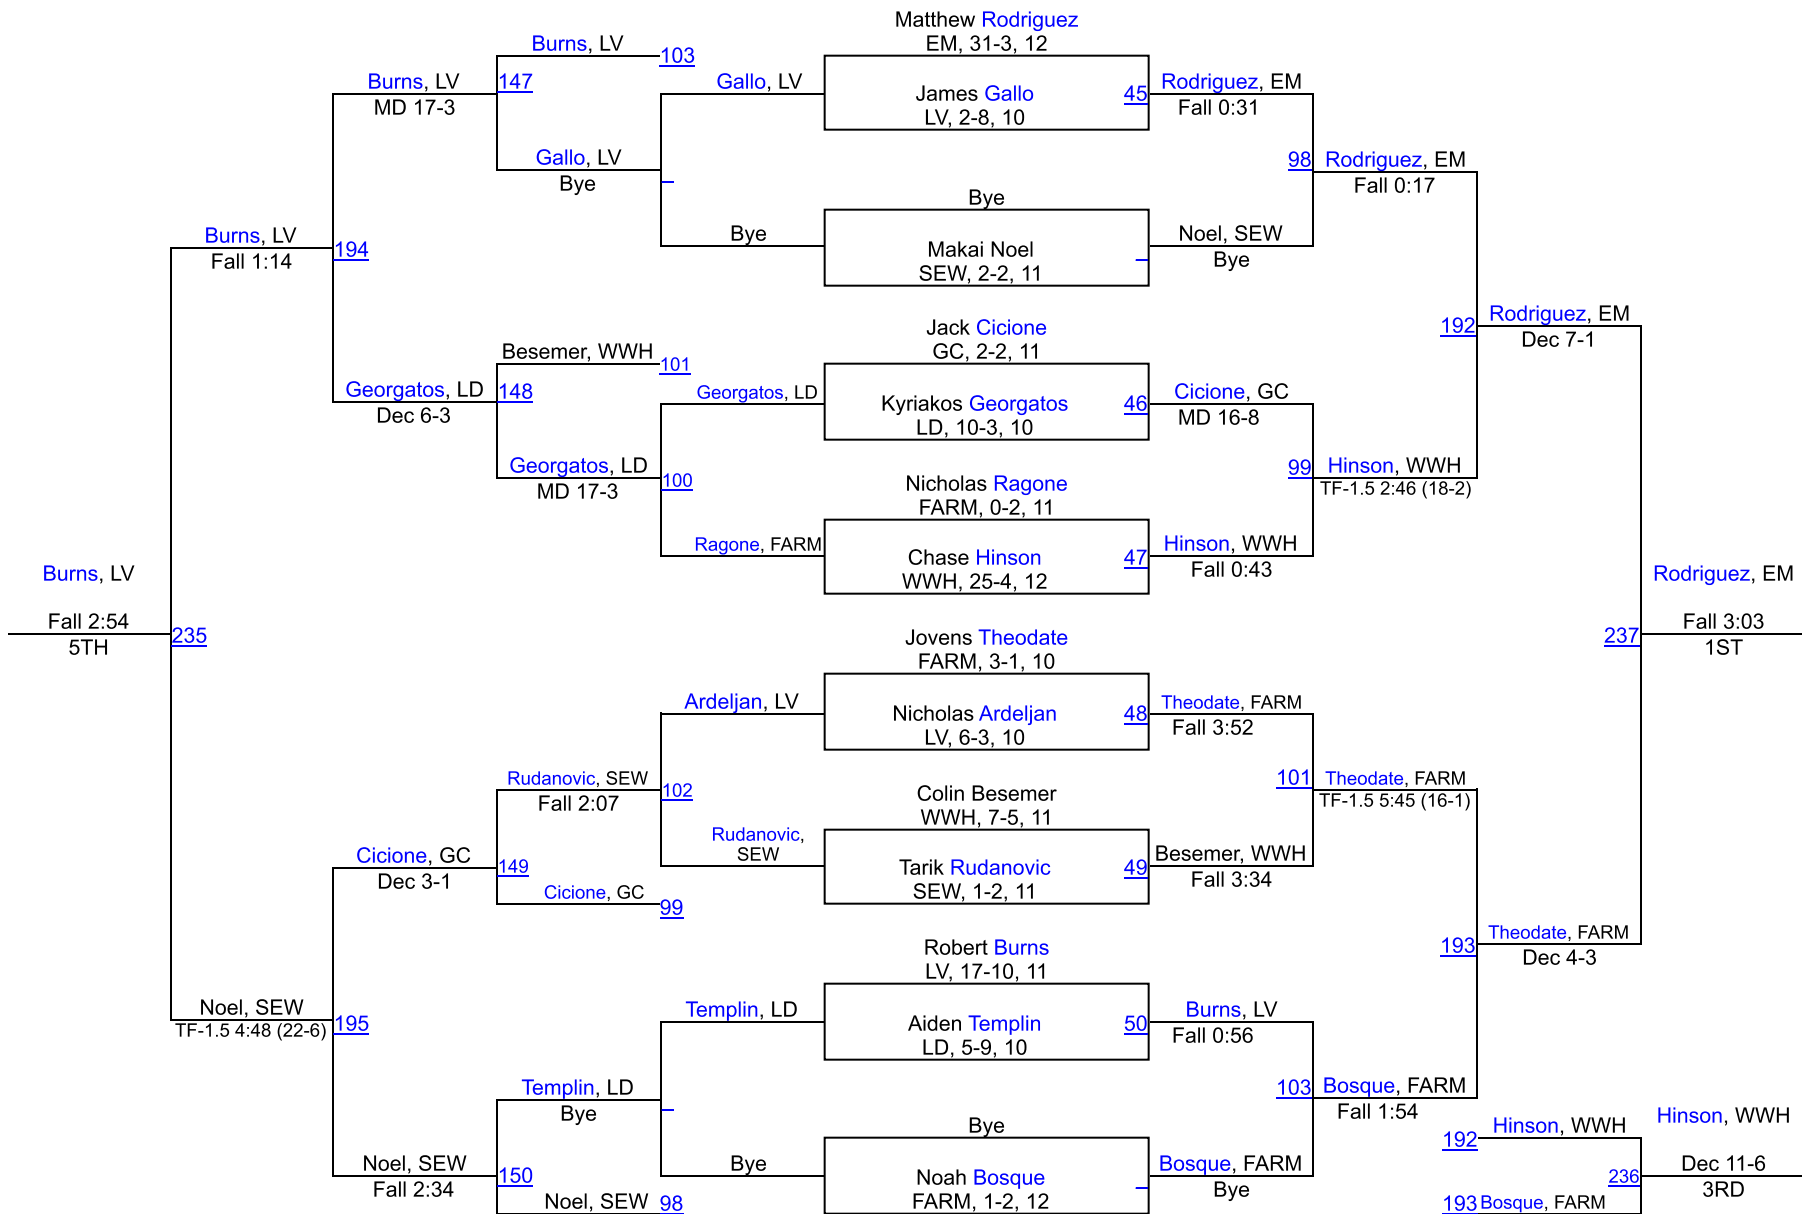 Matthew Rodriguez
EM, 31-3, 12
Burns, LV
103
Burns, LV
147
MD 17-3
Gallo, LV
James Gallo
45
LV, 2-8, 10
Rodriguez, EM
Fall 0:31
Gallo, LV
Bye
98
Rodriguez, EM
Fall 0:17
Bye
Bye
Makai Noel
SEW, 2-2, 11
Noel, SEW
Bye
Burns, LV
Fall 1:14
194
Jack Cicione
GC, 2-2, 11
192
Rodriguez, EM
Dec 7-1
Besemer, WWH
101
Georgatos, LD
148
Dec 6-3
Georgatos, LD
Kyriakos Georgatos
46
LD, 10-3, 10
Cicione, GC
MD 16-8
Georgatos, LD
MD 17-3
100
Nicholas Ragone
FARM, 0-2, 11
99
Hinson, WWH
TF-1.5 2:46 (18-2)
Ragone, FARM
Chase Hinson
47
WWH, 25-4, 12
Hinson, WWH
Fall 0:43
Burns, LV
Fall 2:54
5TH
235
Rodriguez, EM
237
Fall 3:03
1ST
Jovens Theodate
FARM, 3-1, 10
Ardeljan, LV
Nicholas Ardeljan
48
LV, 6-3, 10
Theodate, FARM
Fall 3:52
Rudanovic, SEW
Fall 2:07
102
Colin Besemer
WWH, 7-5, 11
101
Theodate, FARM
TF-1.5 5:45 (16-1)
Rudanovic,
SEW
Tarik Rudanovic
49
SEW, 1-2, 11
Besemer, WWH
Fall 3:34
Cicione, GC
Dec 3-1
149
Cicione, GC
99
Robert Burns
LV, 17-10, 11
193
Theodate, FARM
Dec 4-3
Noel, SEW
TF-1.5 4:48 (22-6)
195
Templin, LD
Aiden Templin
50
LD, 5-9, 10
Burns, LV
Fall 0:56
Templin, LD
Bye
103
Bosque, FARM
Fall 1:54
Bye
Bye
Noah Bosque
FARM, 1-2, 12
Bosque, FARM
Bye
Noel, SEW
Fall 2:34
150
Noel, SEW
98
192
Hinson, WWH
Hinson, WWH
236
Dec 11-6
3RD
193
Bosque, FARM